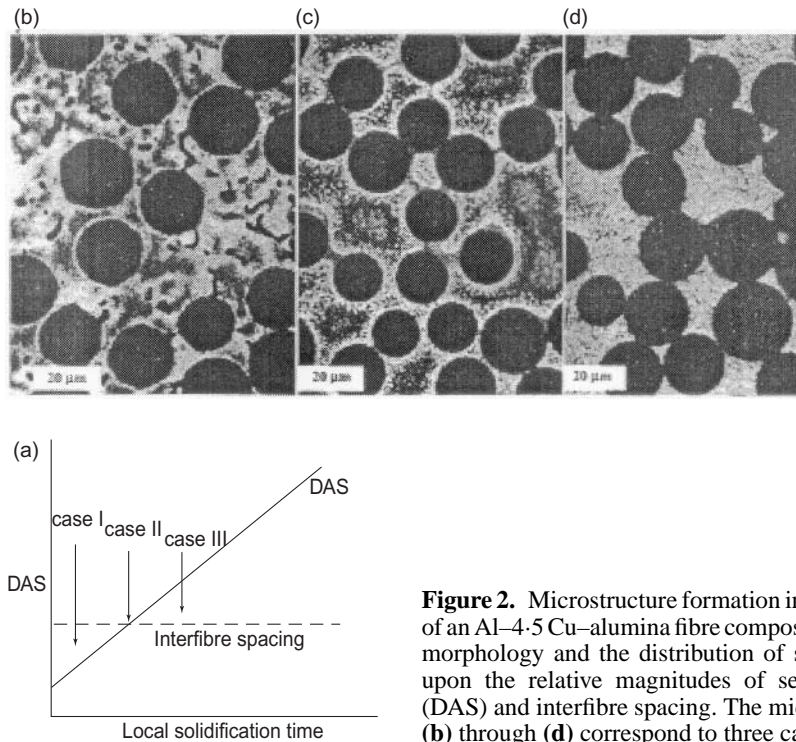 (b) (c) (d)
20 μm 20 μm 20 μm
(a)
DAS
case I case II case III
DAS
Interfibre spacing
Local solidification time
Figure 2. Microstructure formation in
of an Al–4·5 Cu–alumina fibre compos
morphology and the distribution of s
upon the relative magnitudes of se
(DAS) and interfibre spacing. The mic
(b) through (d) correspond to three ca